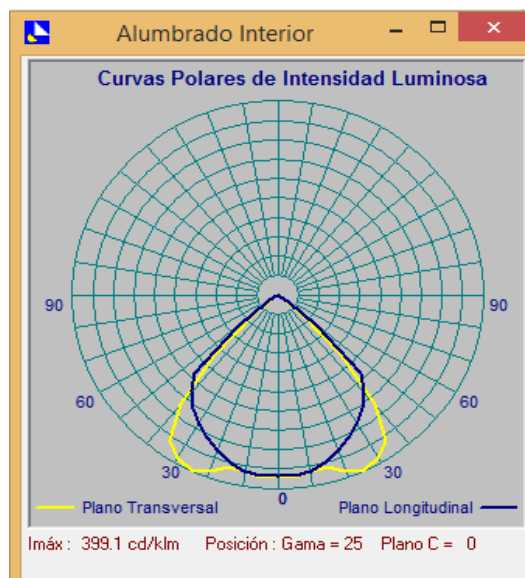 Alumbrado Interior
Curvas Polares de Intensidad Luminosa
90 90
60 60
30 30
0
Plano Transversal Plano Longitudinal
Imáx : 399.1 cd/klm Posición : Gama = 25 Plano C = 0